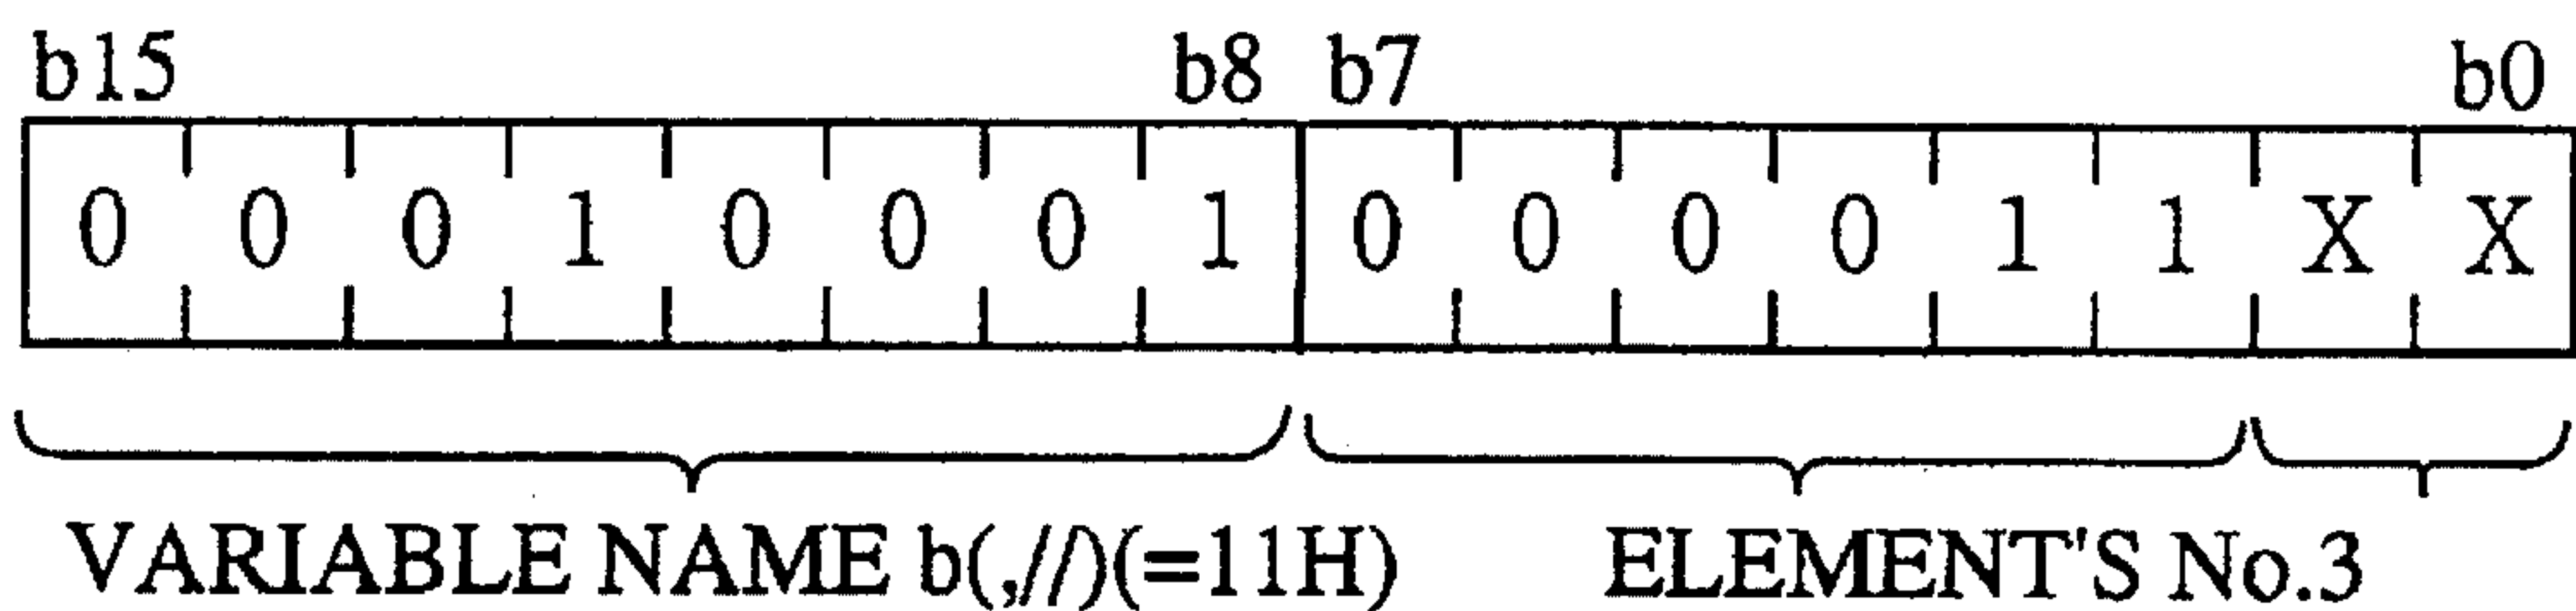 b15 b8 b7 b0
0 0 0 1 0 0 0 1 0 0 0 0 1 1 X X
VARIABLE NAME b(,//)(=11H) ELEMENT'S No.3